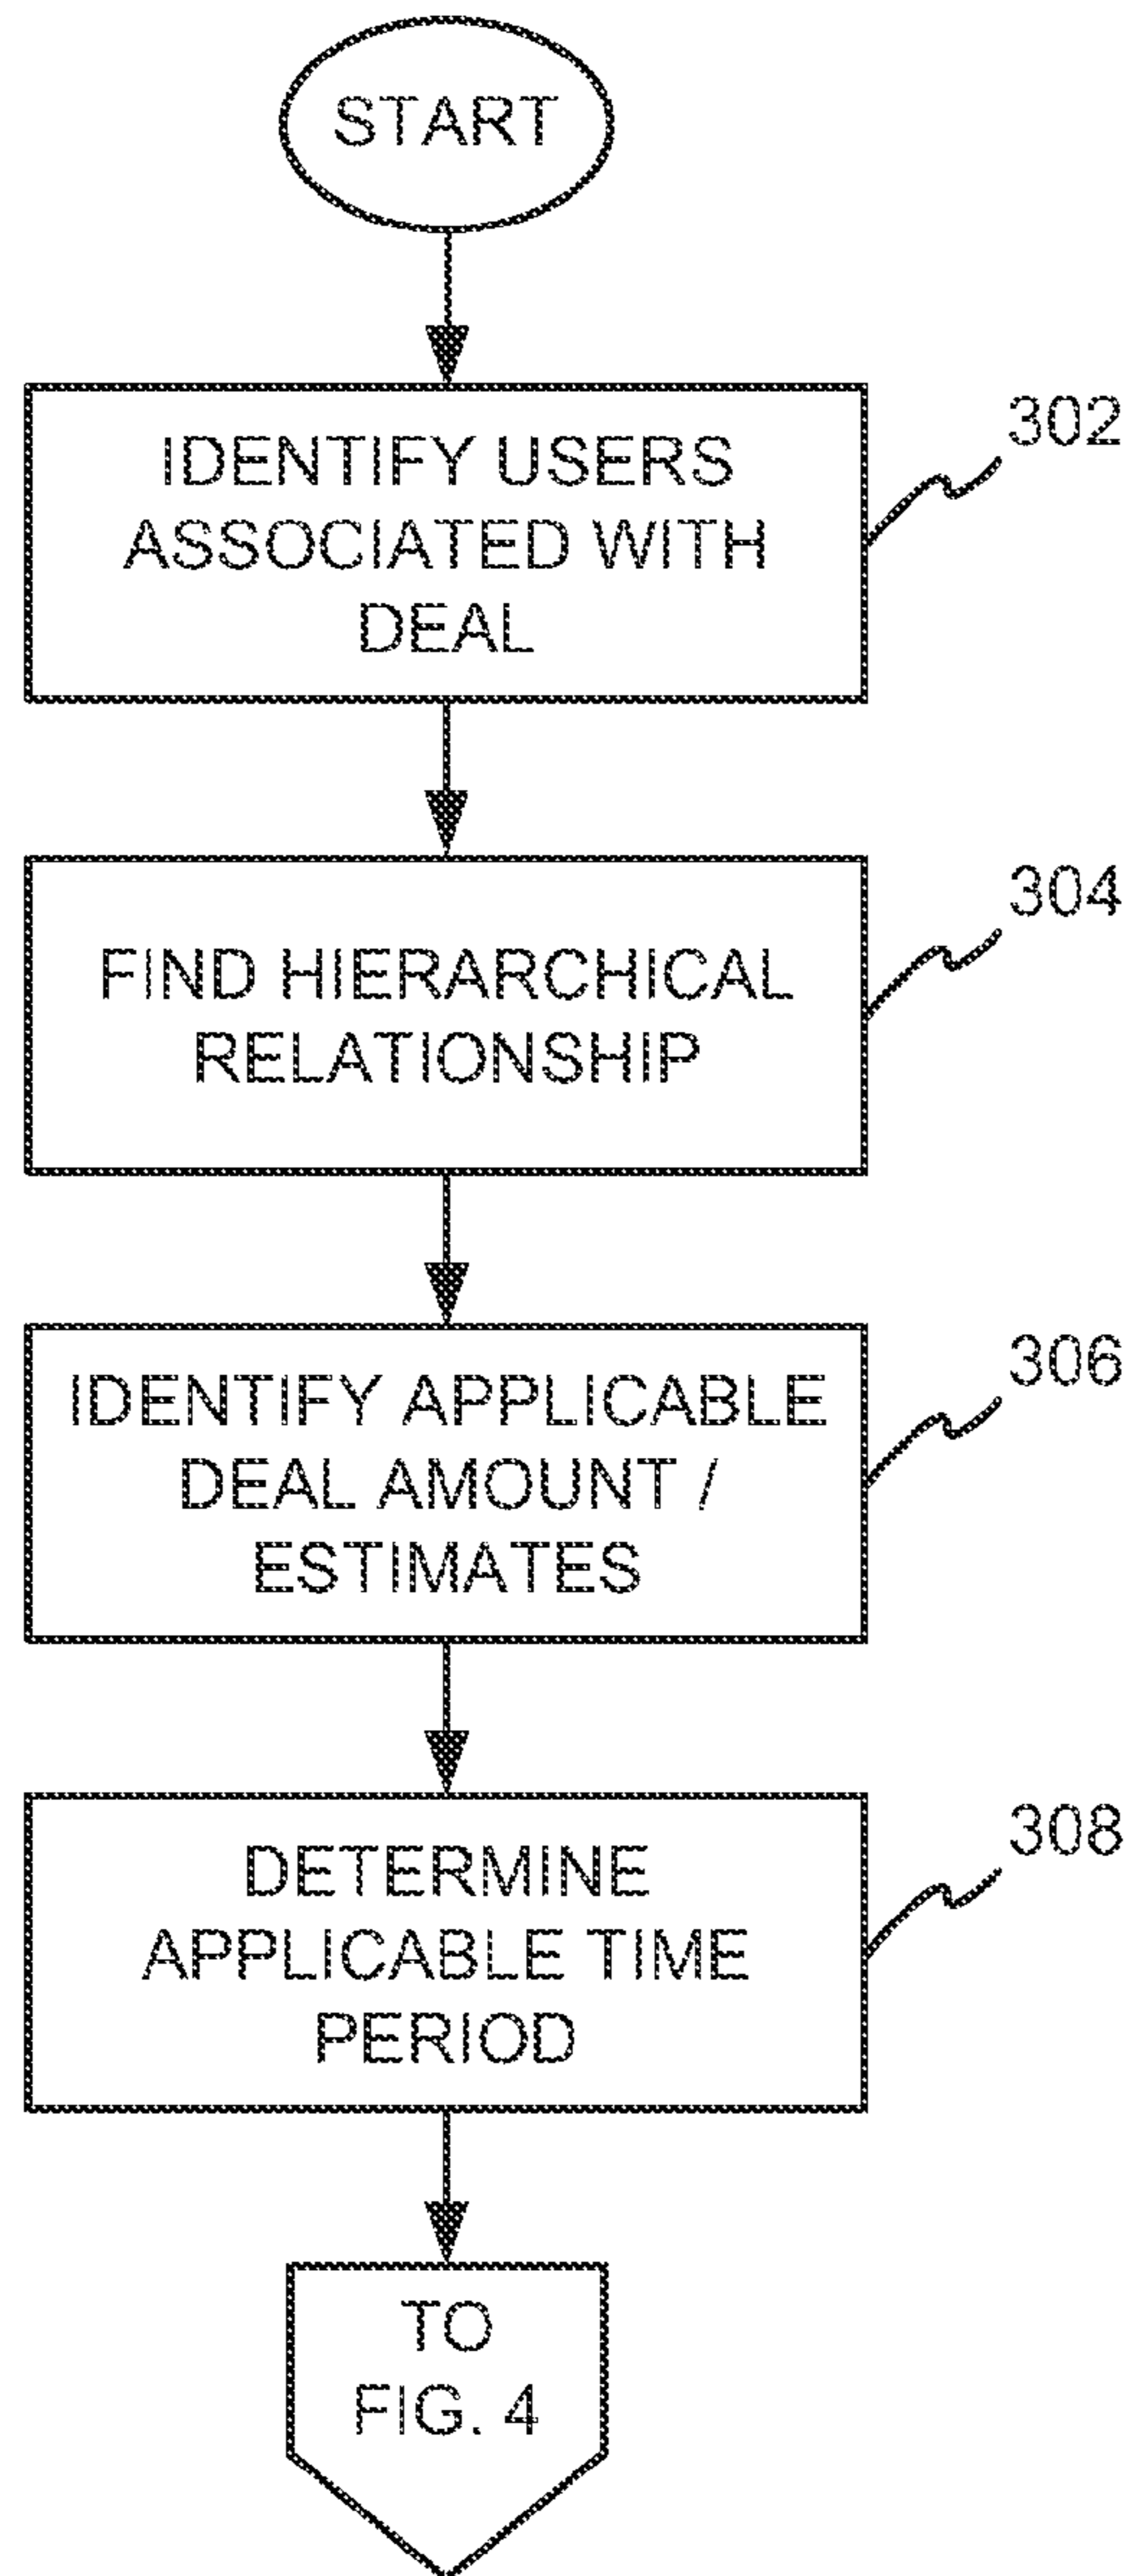 START
IDENTIFY USERS
ASSOCIATED WITH
DEAL
302
FIND HIERARCHICAL
RELATIONSHIP
304
IDENTIFY APPLICABLE
DEAL AMOUNT /
ESTIMATES
306
DETERMINE
APPLICABLE TIME
PERIOD
308
TO
FIG. 4